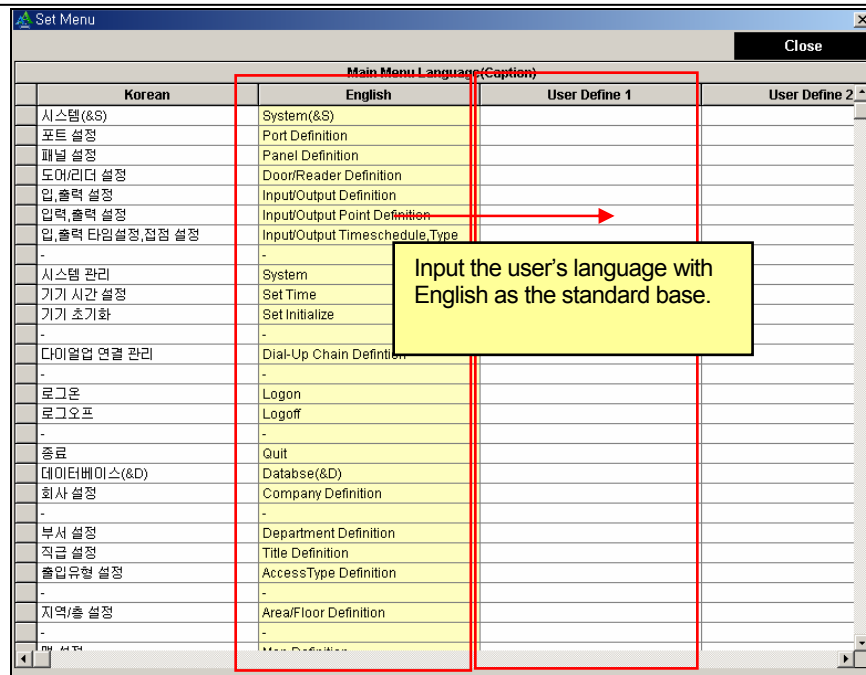 Set Menu
Close
Main Menu Language(Caption)
Korean English User Define 1 User Define 2
시스템(&S) System(&S)
포트 설정 Port Definition
패널 설정 Panel Definition
도어/리더 설정 Door/Reader Definition
입,출력 설정 Input/Output Definition
입력,출력 설정 Input/Output Point Definition
입,출력 타임설정,접점 설정 Input/Output Timeschedule,Type
- -
시스템 관리 System
기기 시간 설정 Set Time
기기 초기화 Set Initialize
Input the user's language with
English as the standard base.
- -
다이얼업 연결 관리 Dial-Up Chain Defintion
- -
로그온 Logon
로그오프 Logoff
- -
종료 Quit
데이터베이스(&D) Databse(&D)
회사 설정 Company Definition
- -
부서 설정 Department Definition
직급 설정 Title Definition
출입유형 설정 AccessType Definition
- -
지역/층 설정 Area/Floor Definition
- -
맵 설정 Map Definition